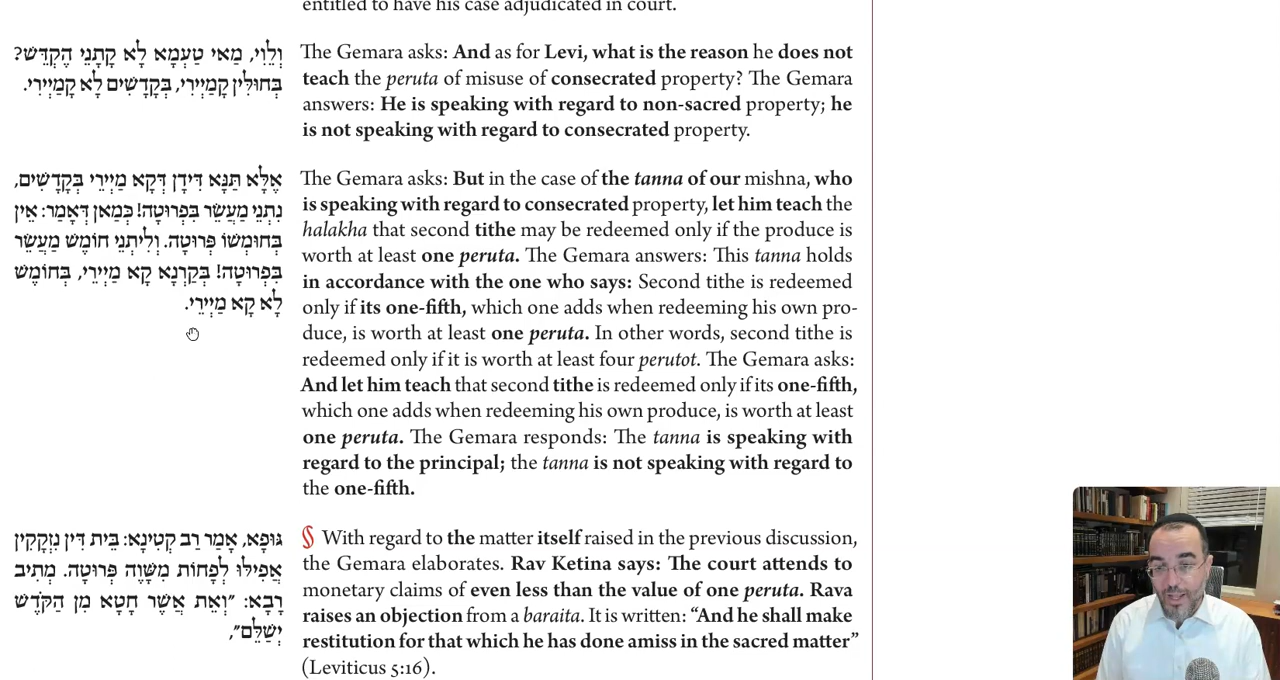 entitled to have his case adjudicated in court.
וְלֵוִי, מַאי טַעְמָא לָא קָתָנֵי הֶקְדֵּשׁ?
בְּחוּלִּין קָמַיְירִי, בְּקָדָשִׁים לָא קָמַיְירִי.
The Gemara asks: And as for Levi, what is the reason he does not
teach the peruta of misuse of consecrated property? The Gemara
answers: He is speaking with regard to non-sacred property; he
is not speaking with regard to consecrated property.
אֶלָּא תַּנָּא דִּידַן דְּקָא מַיְירֵי בְּקָדָשִׁים,
נִתְנֵי מַעֲשֵׂר בִּפְרוּטָה! כְּמַאן דְּאָמַר: אֵין
בְּחוּמְשׁוֹ פְּרוּטָה. וְלִיתְנֵי חוֹמֶשׁ מַעֲשֵׂר
בִּפְרוּטָה! בְּקַרְנָא קָא מַיְירֵי, בְּחוֹמֶשׁ
לָא קָא מַיְירֵי.
The Gemara asks: But in the case of the tanna of our mishna, who
is speaking with regard to consecrated property, let him teach the
halakha that second tithe may be redeemed only if the produce is
worth at least one peruta. The Gemara answers: This tanna holds
in accordance with the one who says: Second tithe is redeemed
only if its one-fifth, which one adds when redeeming his own pro-
duce, is worth at least one peruta. In other words, second tithe is
redeemed only if it is worth at least four perutot. The Gemara asks:
And let him teach that second tithe is redeemed only if its one-fifth,
which one adds when redeeming his own produce, is worth at least
one peruta. The Gemara responds: The tanna is speaking with
regard to the principal; the tanna is not speaking with regard to
the one-fifth.
גּוּפָא, אָמַר רַב קְטִינָא: בֵּית דִּין נִזְקָקִין
אֲפִילּוּ לְפָחוֹת מִשָּׁוֶה פְּרוּטָה. מְתִיב
רָבָא: ״וְאֵת אֲשֶׁר חָטָא מִן הַקֹּדֶשׁ
יְשַׁלֵּם״,
§ With regard to the matter itself raised in the previous discussion,
the Gemara elaborates. Rav Ketina says: The court attends to
monetary claims of even less than the value of one peruta. Rava
raises an objection from a baraita. It is written: “And he shall make
restitution for that which he has done amiss in the sacred matter”
(Leviticus 5:16).